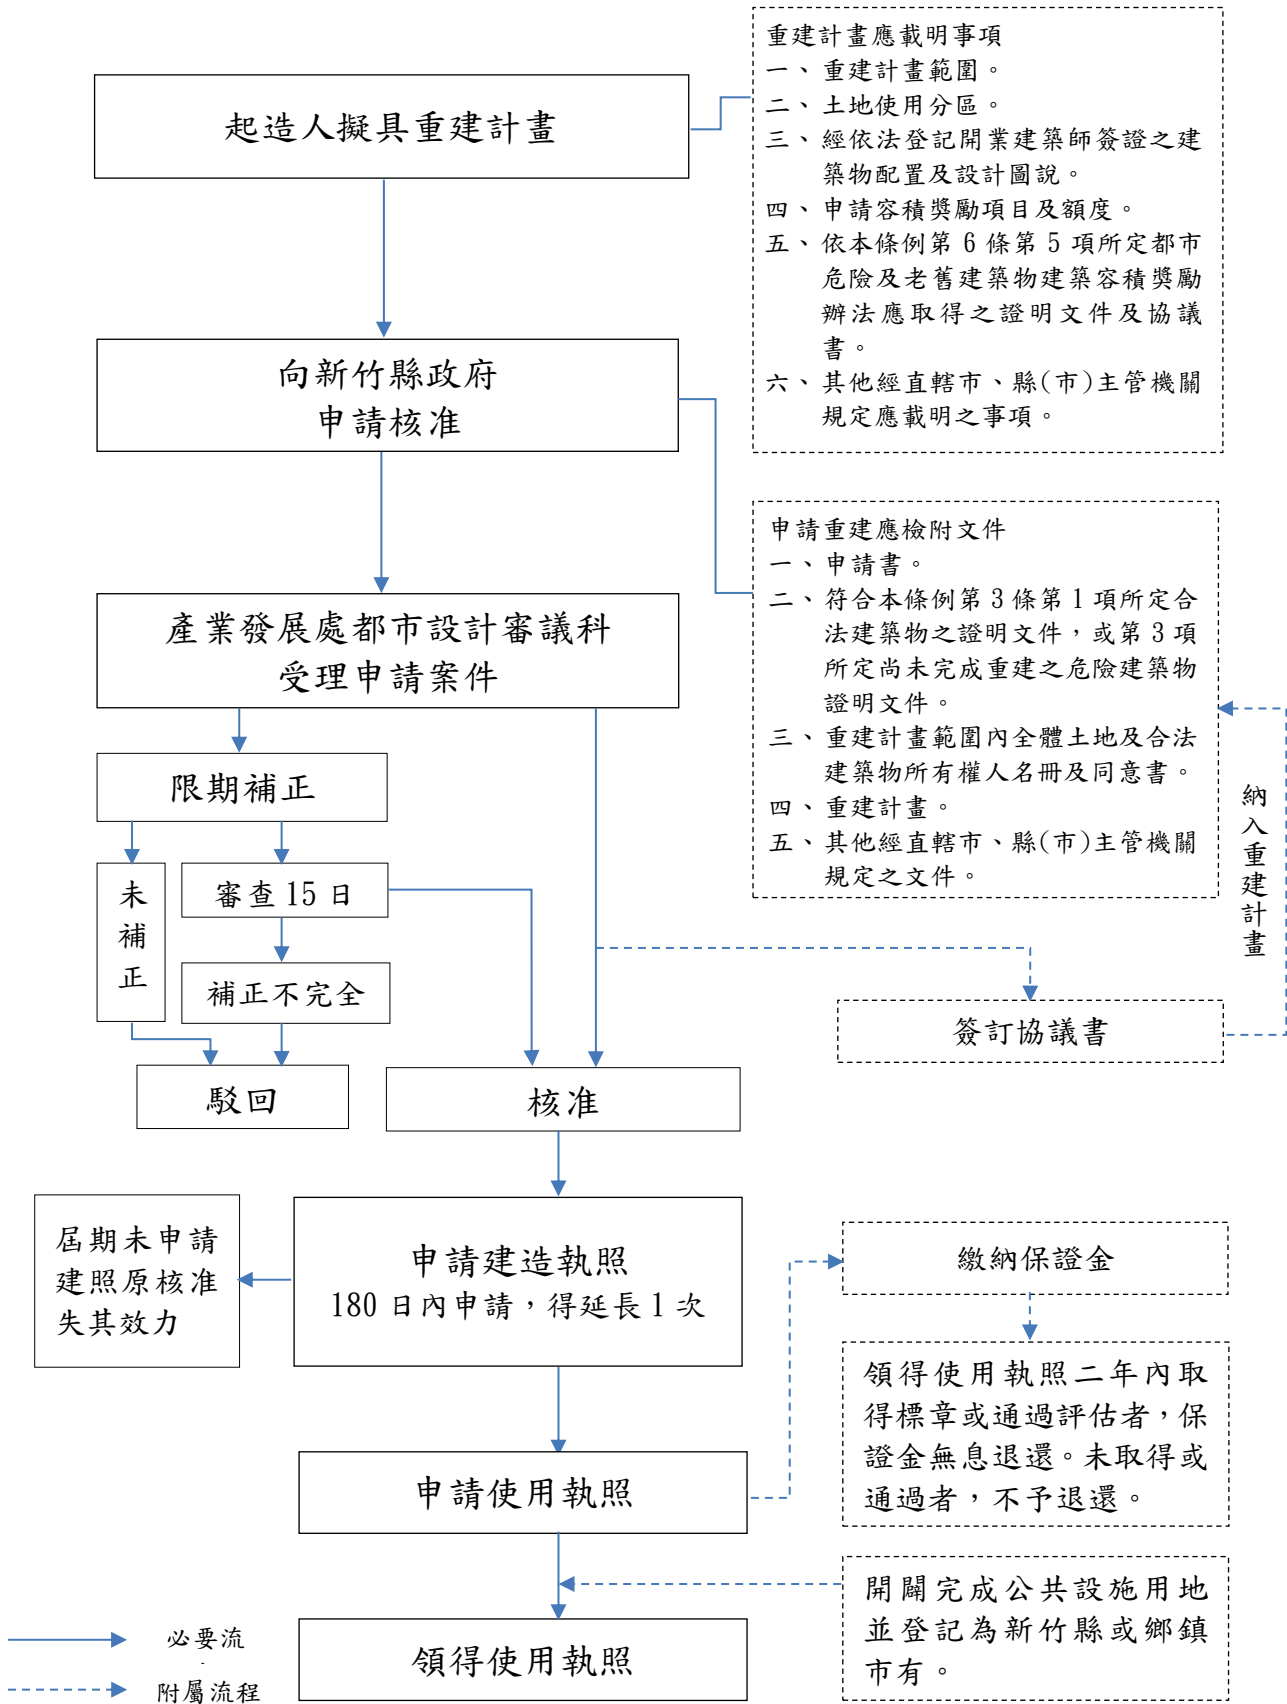 起造人擬具重建計畫
重建計畫應載明事項
一、重建計畫範圍。
二、土地使用分區。
三、經依法登記開業建築師簽證之建
築物配置及設計圖說。
四、申請容積獎勵項目及額度。
五、依本條例第 6 條第 5 項所定都市
危險及老舊建築物建築容積獎勵
辦法應取得之證明文件及協議
書。
六、其他經直轄市、縣(市)主管機關
規定應載明之事項。
向新竹縣政府
申請核准
申請重建應檢附文件
一、申請書。
二、符合本條例第 3 條第 1 項所定合
法建築物之證明文件，或第 3 項
所定尚未完成重建之危險建築物
證明文件。
三、重建計畫範圍內全體土地及合法
建築物所有權人名冊及同意書。
四、重建計畫。
五、其他經直轄市、縣(市)主管機關
規定之文件。
產業發展處都市設計審議科
受理申請案件
限期補正
未補正
審查 15 日
補正不完全
納入重建計畫
簽訂協議書
駁回
核准
屆期未申請
建照原核准
失其效力
申請建造執照
180 日內申請，得延長 1 次
繳納保證金
領得使用執照二年內取
得標章或通過評估者，保
證金無息退還。未取得或
通過者，不予退還。
申請使用執照
開闢完成公共設施用地
並登記為新竹縣或鄉鎮
市有。
領得使用執照
必要流
附屬流程